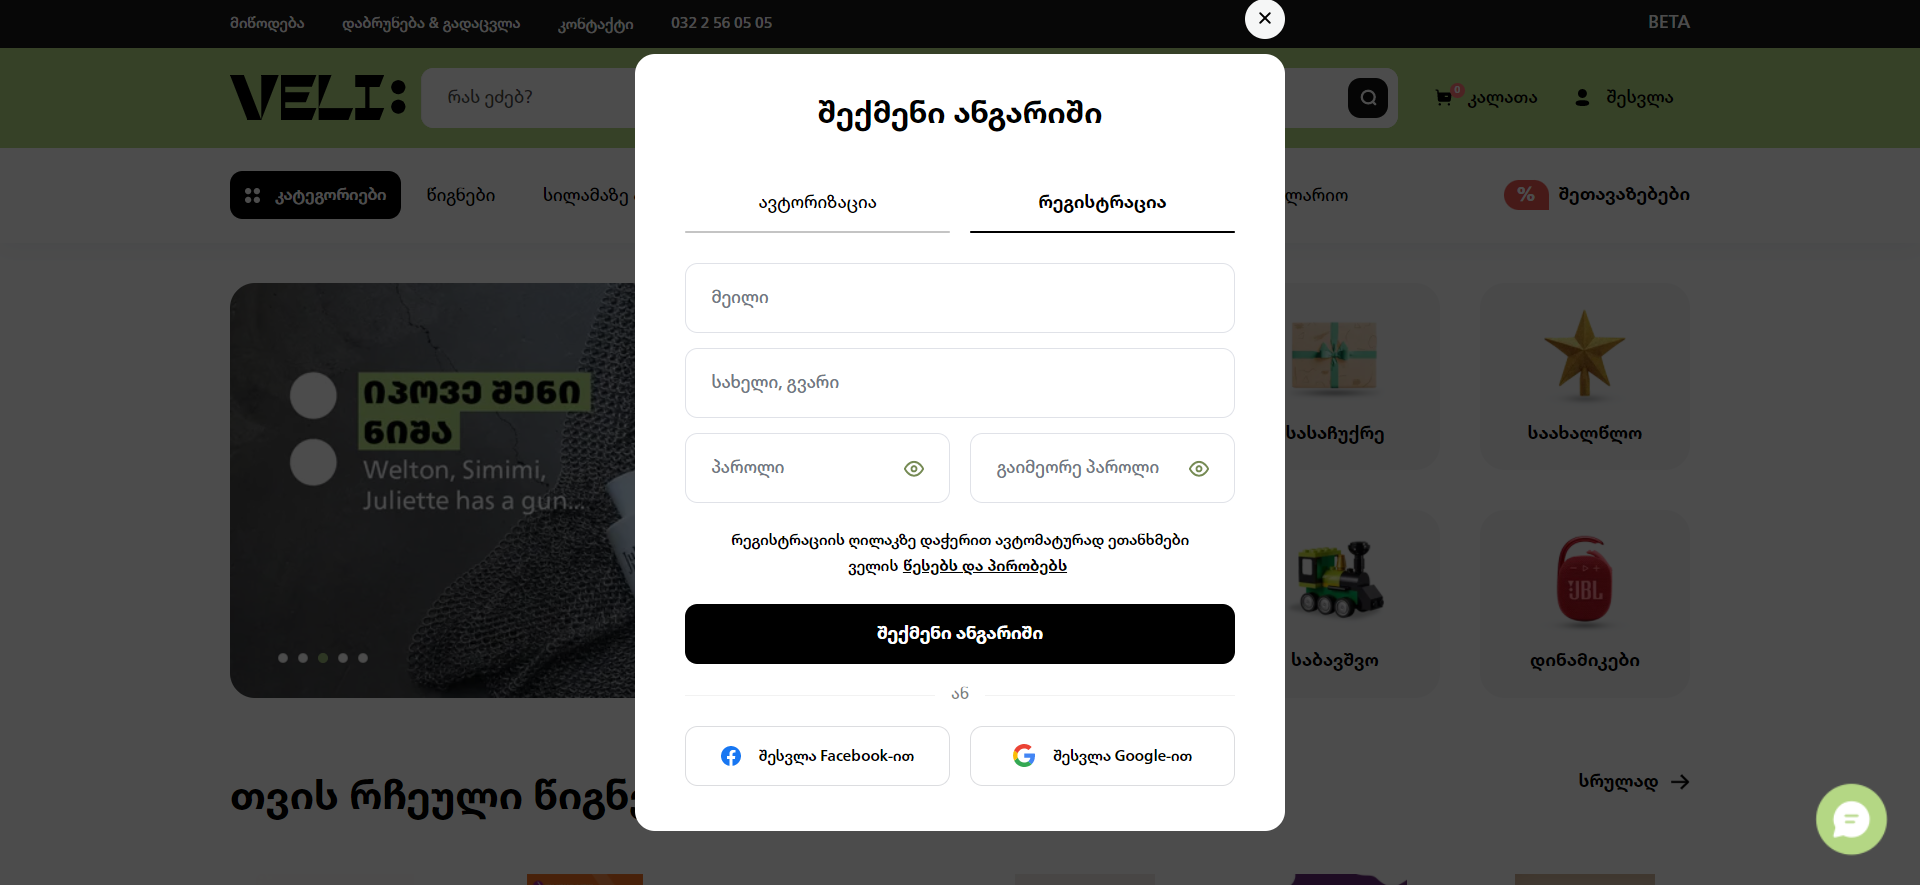 მიწოდება
დაბრუნება & გადაცვლა
კონტაქტი
032 2 56 05 05
BETA
VELI:
რას ეძებ?
0
კალათა
შესვლა
კატეგორიები
წიგნები
სილამაზე
%
შეთავაზებები
შექმენი ანგარიში
ავტორიზაცია
რეგისტრაცია
მეილი
სახელი, გვარი
პაროლი
გაიმეორე პაროლი
რეგისტრაციის ღილაკზე დაჭერით ავტომატურად ეთანხმები
ველის წესებს და პირობებს
შექმენი ანგარიში
ან
შესვლა Facebook-ით
შესვლა Google-ით
იპოვე შენი
ნიშა
Welton, Simimi,
Juliette has a gun...
სასაჩუქრე
საახალწლო
საბავშვო
JBL
დინამიკები
თვის რჩეული
სრულად